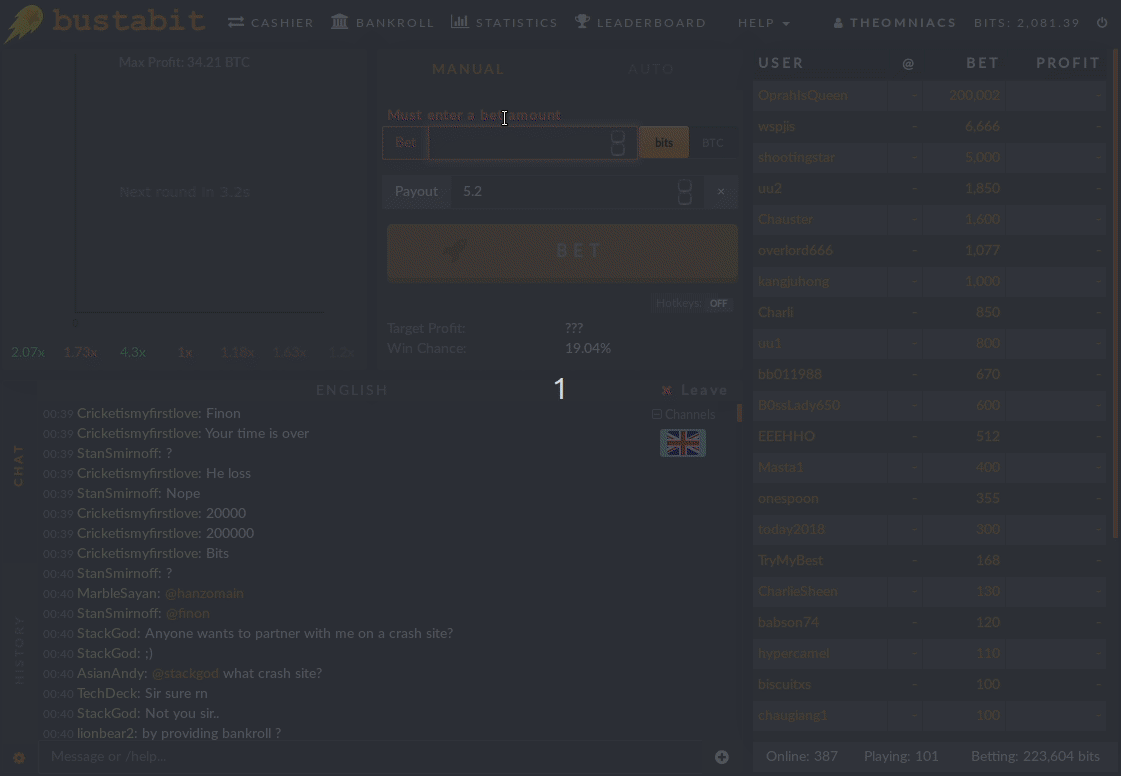 bustabit CASHIER BANKROLL STATISTICS LEADERBOARD HELP THEOMNIACS BITS: 2,081.39
Max Profit: 34.21 BTC
Next round in 3.2s
0
2.07x 1.73x 4.3x 1x 1.18x 1.63x 1.2x
MANUAL AUTO
Must enter a bet amount
Bet bits BTC
Payout 5.2 ×
BET
Hotkeys: OFF
Target Profit: ???
Win Chance: 19.04%
1
ENGLISH × Leave
Channels
CHAT
HISTORY
00:39 Cricketismyfirstlove: Finon
00:39 Cricketismyfirstlove: Your time is over
00:39 StanSmirnoff: ?
00:39 Cricketismyfirstlove: He loss
00:39 StanSmirnoff: Nope
00:39 Cricketismyfirstlove: 20000
00:39 Cricketismyfirstlove: 200000
00:39 Cricketismyfirstlove: Bits
00:40 StanSmirnoff: ?
00:40 MarbleSayan: @hanzomain
00:40 StanSmirnoff: @finon
00:40 StackGod: Anyone wants to partner with me on a crash site?
00:40 StackGod: ;)
00:40 AsianAndy: @stackgod what crash site?
00:40 TechDeck: Sir sure rn
00:40 StackGod: Not you sir..
00:40 lionbear2: by providing bankroll ?
Message or /help...
USER @ BET PROFIT
OprahIsQueen - 200,002 -
wspjis - 6,666 -
shootingstar - 5,000 -
uu2 - 1,850 -
Chauster - 1,600 -
overlord666 - 1,077 -
kangjuhong - 1,000 -
Charli - 850 -
uu1 - 800 -
bb011988 - 670 -
B0ssLady650 - 600 -
EEEHHO - 512 -
Masta1 - 400 -
onespoon - 355 -
today2018 - 300 -
TryMyBest - 168 -
CharlieSheen - 130 -
babson74 - 120 -
hypercamel - 110 -
biscuitxs - 100 -
chaugiang1 - 100 -
Online: 387 Playing: 101 Betting: 223,604 bits